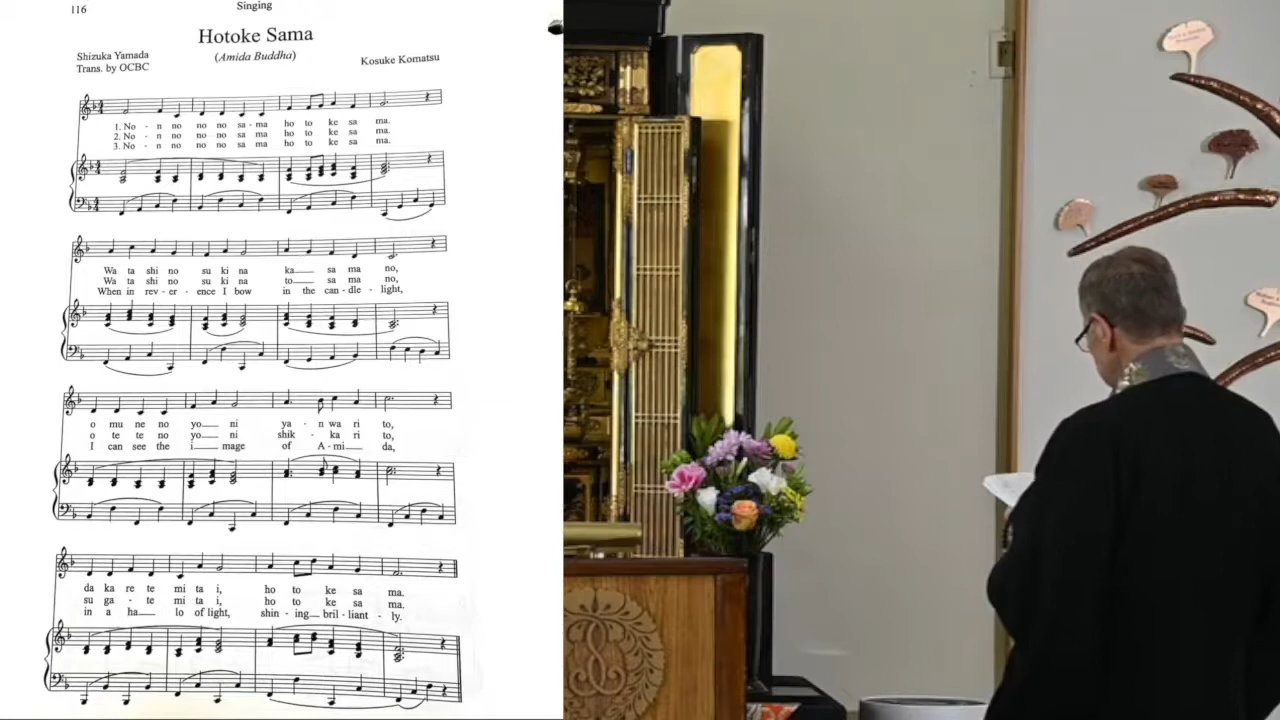 116
Singing
Hotoke Sama
(Amida Buddha)
Shizuka Yamada
Trans. by OCBC
Kosuke Komatsu
1. No - n no no no sa - ma ho to ke sa ma.
2. No - n no no no sa ma ho to ke sa ma.
3. No - n no no no sa ma ho to ke sa ma.
Wa ta shi no su ki na ka sa ma no,
Wa ta shi no su ki na to sa ma no,
When in rev - er - ence I bow in the can - dle - light,
o mu ne no yo ni ya - n wa ri to,
o te te no yo ni shik - ka ri to,
I can see the i mage of A - mi da,
da ka re te mi ta i, ho to ke sa ma.
su ga - te mi ta i, ho to ke sa ma.
in a ha lo of light, shin - ing bril - liant - ly.